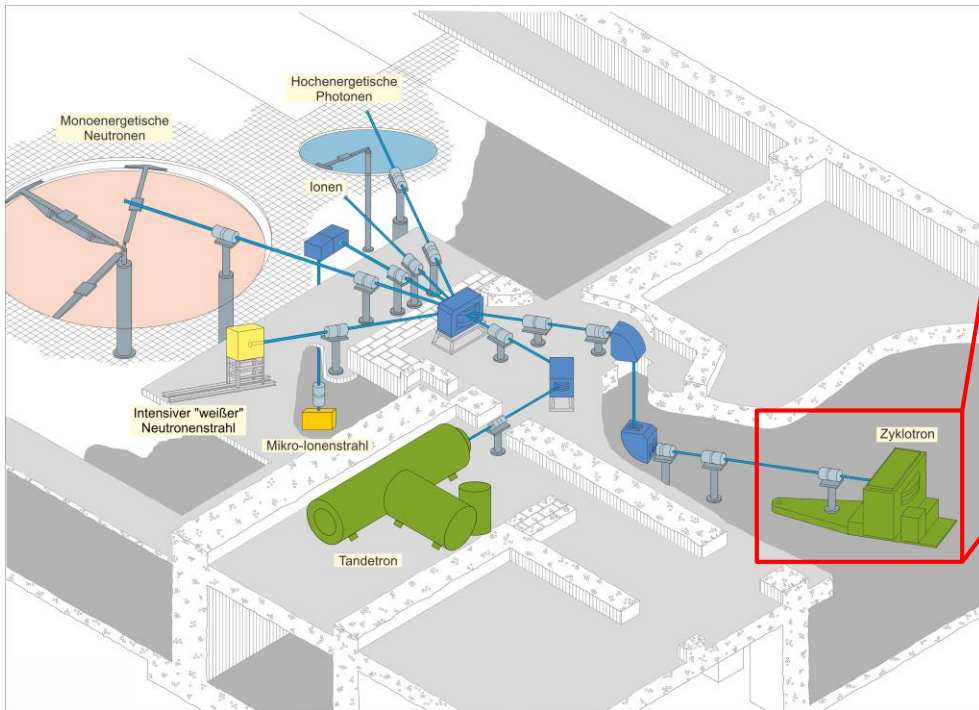 Hochenergetische
Photonen
Monoenergetische
Neutronen
Ionen
Intensiver "weißer"
Neutronenstrahl
Mikro-Ionenstrahl
Zyklotron
Tandetron